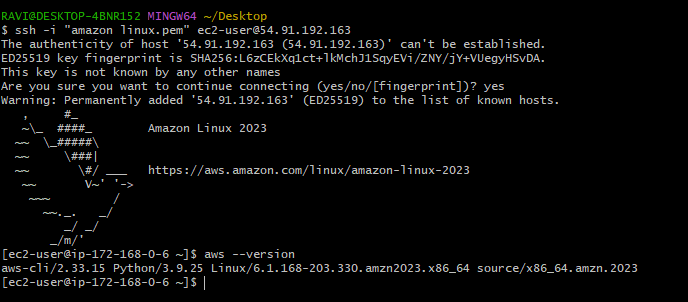 RAVI@DESKTOP-4BNR152 MINGW64 ~/Desktop
$ ssh -i "amazon linux.pem" ec2-user@54.91.192.163
The authenticity of host '54.91.192.163 (54.91.192.163)' can't be established.
ED25519 key fingerprint is SHA256:L6zCEkXq1ct+lkMchJ1SqyEVi/ZNY/jY+VUegyHSvDA.
This key is not known by any other names
Are you sure you want to continue connecting (yes/no/[fingerprint])? yes
Warning: Permanently added '54.91.192.163' (ED25519) to the list of known hosts.
   ,     #_
   ~\_  ####_        Amazon Linux 2023
  ~~  \_#####\
  ~~     \###|
  ~~       \#/ ___   https://aws.amazon.com/linux/amazon-linux-2023
   ~~       V~' '->
    ~~~         /
      ~~._.   _/
         _/ _/
       _/m/'
[ec2-user@ip-172-168-0-6 ~]$ aws --version
aws-cli/2.33.15 Python/3.9.25 Linux/6.1.168-203.330.amzn2023.x86_64 source/x86_64.amzn.2023
[ec2-user@ip-172-168-0-6 ~]$